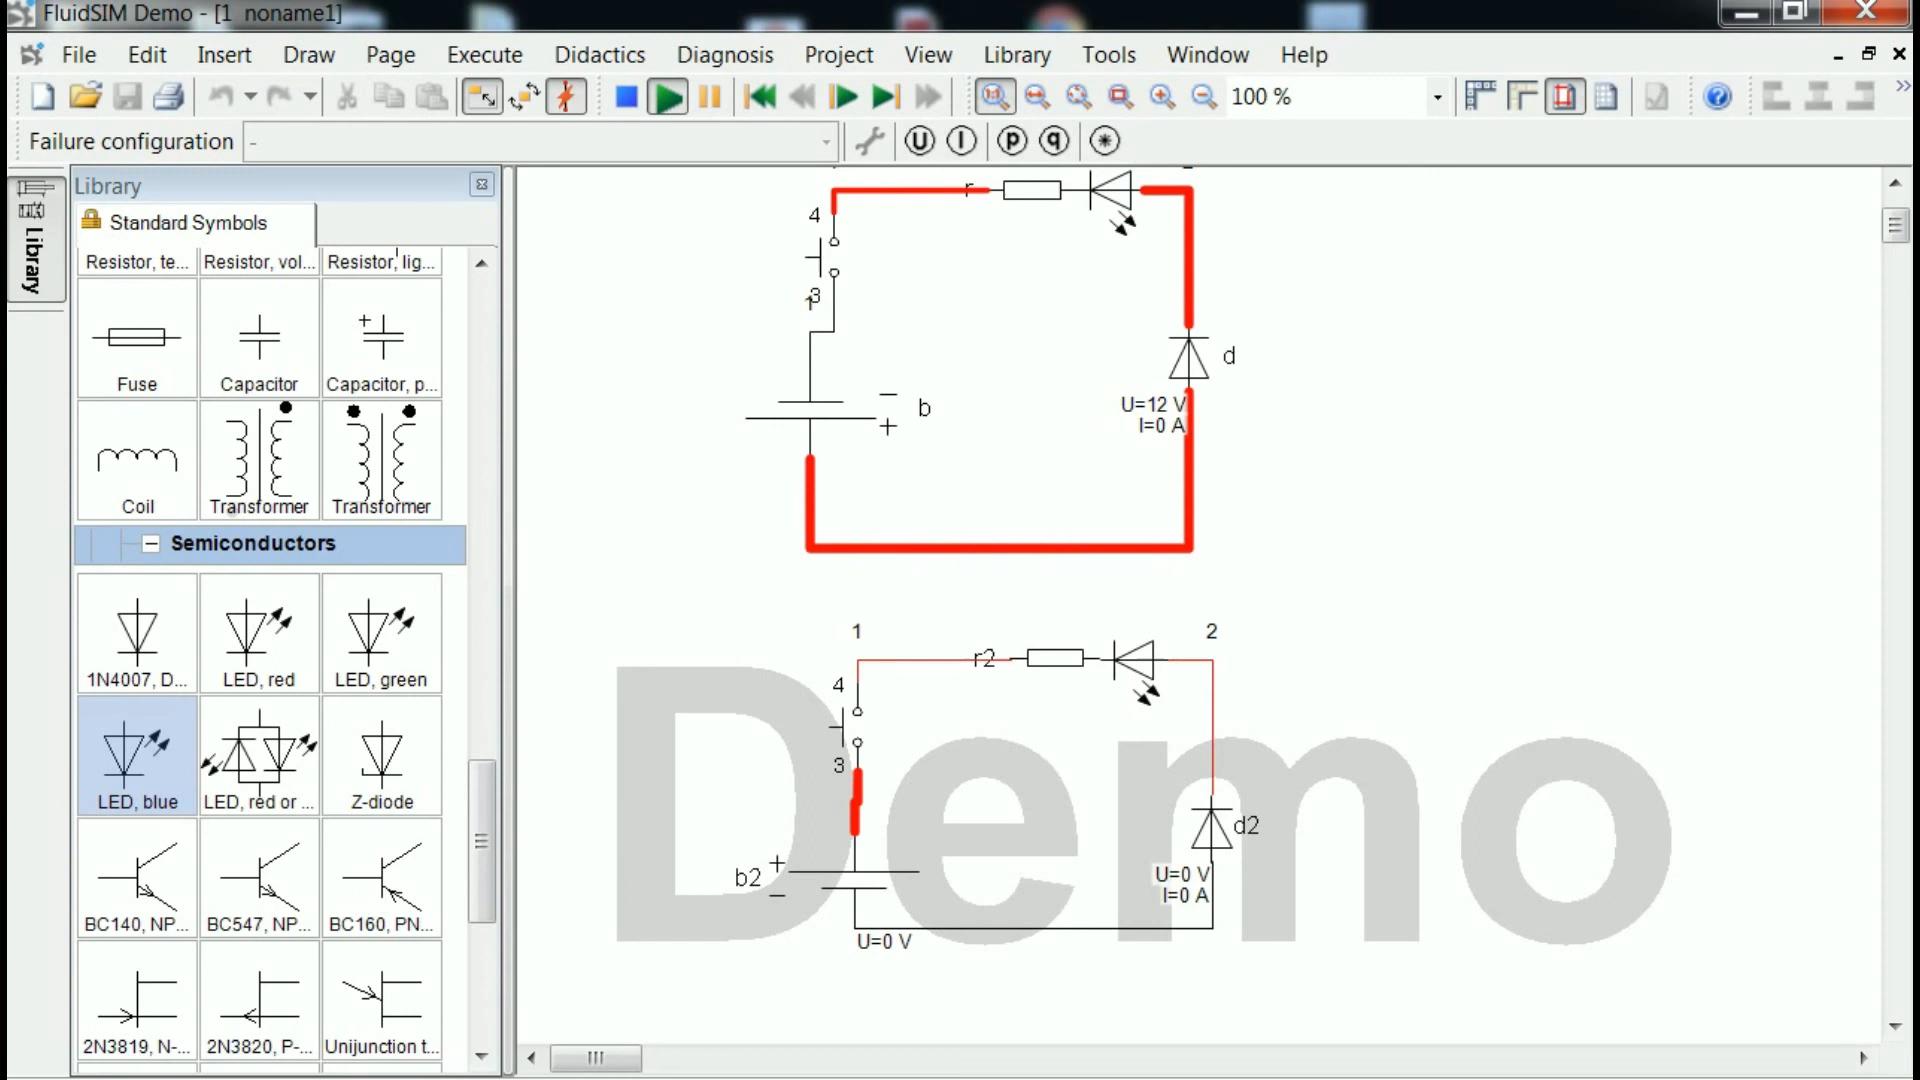 FluidSIM Demo - [1 noname1]
File Edit Insert Draw Page Execute Didactics Diagnosis Project View Library Tools Window Help
100 %
Failure configuration -
U I p q
Library
Library
Standard Symbols
Resistor, te... Resistor, vol... Resistor, lig...
Fuse Capacitor Capacitor, p...
Coil Transformer Transformer
Semiconductors
1N4007, D... LED, red LED, green
LED, blue LED, red or ... Z-diode
BC140, NP... BC547, NP... BC160, PN...
2N3819, N-... 2N3820, P-... Unijunction t...
r
4
3
1
d
b
U=12 V
I=0 A
1 2
r2
4
3
d2
b2
U=0 V
I=0 A
U=0 V
Demo